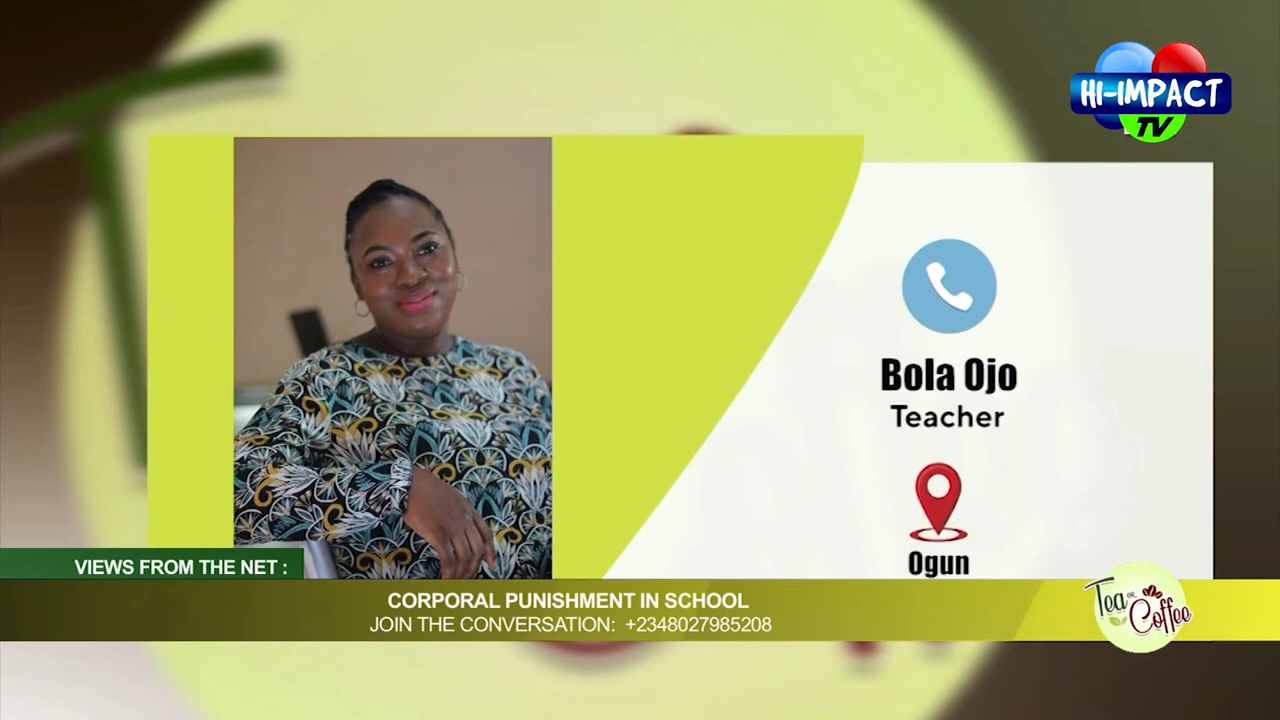 HI-IMPACT
TV
Bola Ojo
Teacher
Ogun
VIEWS FROM THE NET :
CORPORAL PUNISHMENT IN SCHOOL
JOIN THE CONVERSATION: +2348027985208
Tea or
Coffee